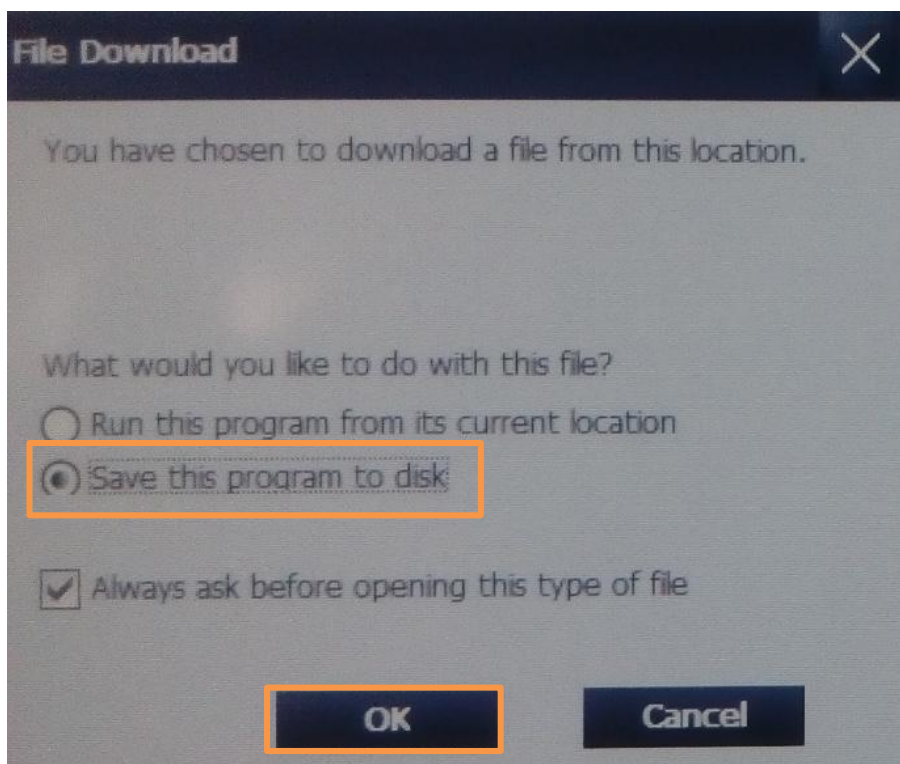 File Download
You have chosen to download a file from this location.
What would you like to do with this file?
Run this program from its current location
Save this program to disk
Always ask before opening this type of file
OK Cancel